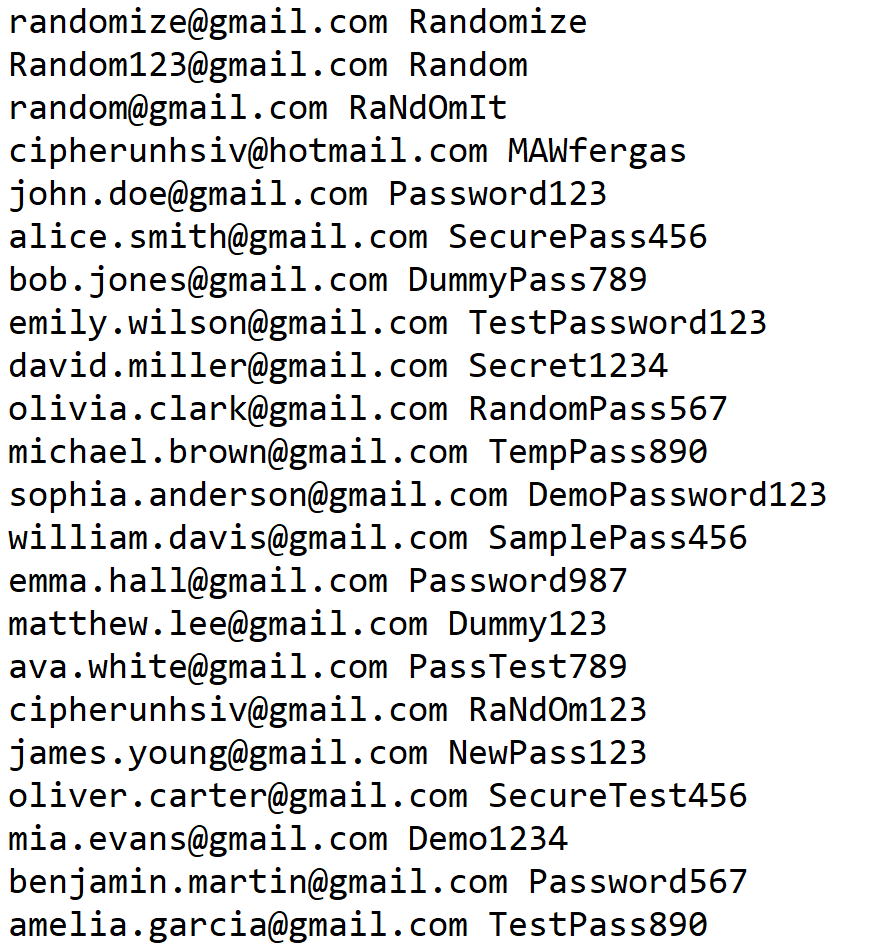 randomize@gmail.com Randomize
Random123@gmail.com Random
random@gmail.com RaNdOmIt
cipherunhsiv@hotmail.com MAWfergas
john.doe@gmail.com Password123
alice.smith@gmail.com SecurePass456
bob.jones@gmail.com DummyPass789
emily.wilson@gmail.com TestPassword123
david.miller@gmail.com Secret1234
olivia.clark@gmail.com RandomPass567
michael.brown@gmail.com TempPass890
sophia.anderson@gmail.com DemoPassword123
william.davis@gmail.com SamplePass456
emma.hall@gmail.com Password987
matthew.lee@gmail.com Dummy123
ava.white@gmail.com PassTest789
cipherunhsiv@gmail.com RaNdOm123
james.young@gmail.com NewPass123
oliver.carter@gmail.com SecureTest456
mia.evans@gmail.com Demo1234
benjamin.martin@gmail.com Password567
amelia.garcia@gmail.com TestPass890